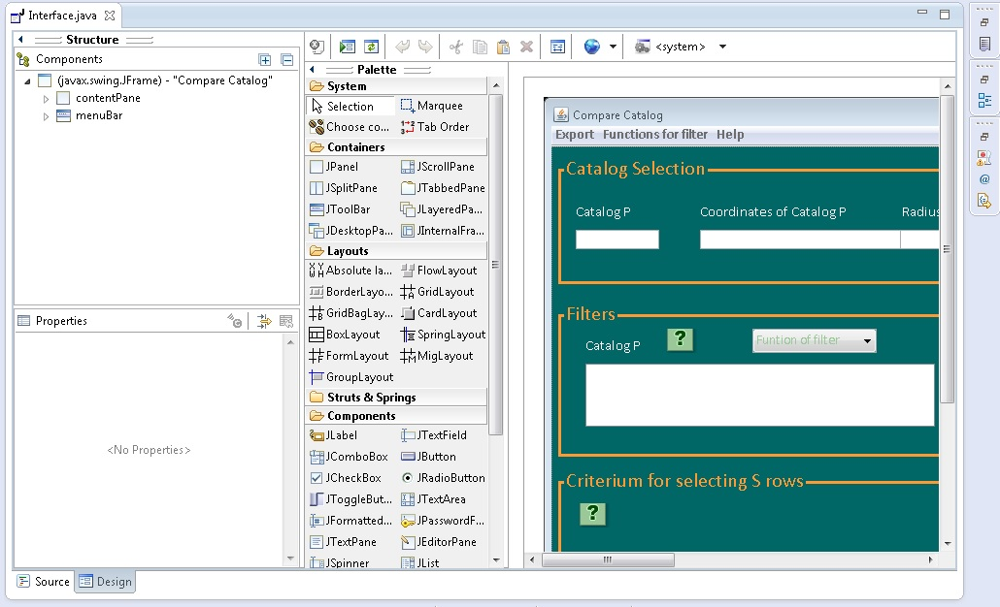 Interface.java
Structure
Components
(javax.swing.JFrame) - "Compare Catalog"
contentPane
menuBar
Properties
<No Properties>
Source Design
<system>
Palette
System
Selection Marquee
Choose co... Tab Order
Containers
JPanel JScrollPane
JSplitPane JTabbedPane
JToolBar JLayeredPa...
JDesktopPa... JInternalFra...
Layouts
Absolute la... FlowLayout
BorderLayo... GridLayout
GridBagLay... CardLayout
BoxLayout SpringLayout
FormLayout MigLayout
GroupLayout
Struts & Springs
Components
JLabel JTextField
JComboBox JButton
JCheckBox JRadioButton
JToggleBut... JTextArea
JFormatted... JPasswordF...
JTextPane JEditorPane
JSpinner JList
Compare Catalog
Export Functions for filter Help
Catalog Selection
Catalog P Coordinates of Catalog P Radius
Filters
Catalog P ? Funtion of filter
Criterium for selecting S rows
?